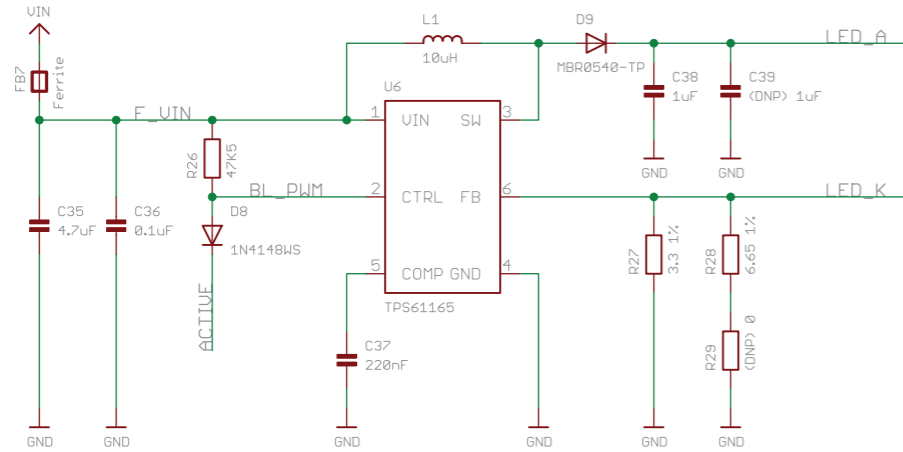 VIN
FB7
Ferrite
L1
10uH
D9
MBR0540-TP
LED_A
C38
1uF
C39
(DNP) 1uF
GND
GND
F_VIN
U6
1
VIN
SW
3
R26
47K5
BL_PWM
2
CTRL
FB
6
LED_K
C35
4.7uF
C36
0.1uF
D8
1N4148WS
ACTIVE
5
COMP
GND
4
TPS61165
R27
3.3 1%
R28
6.65 1%
R29
(DNP) 0
C37
220nF
GND
GND
GND
GND
GND
GND